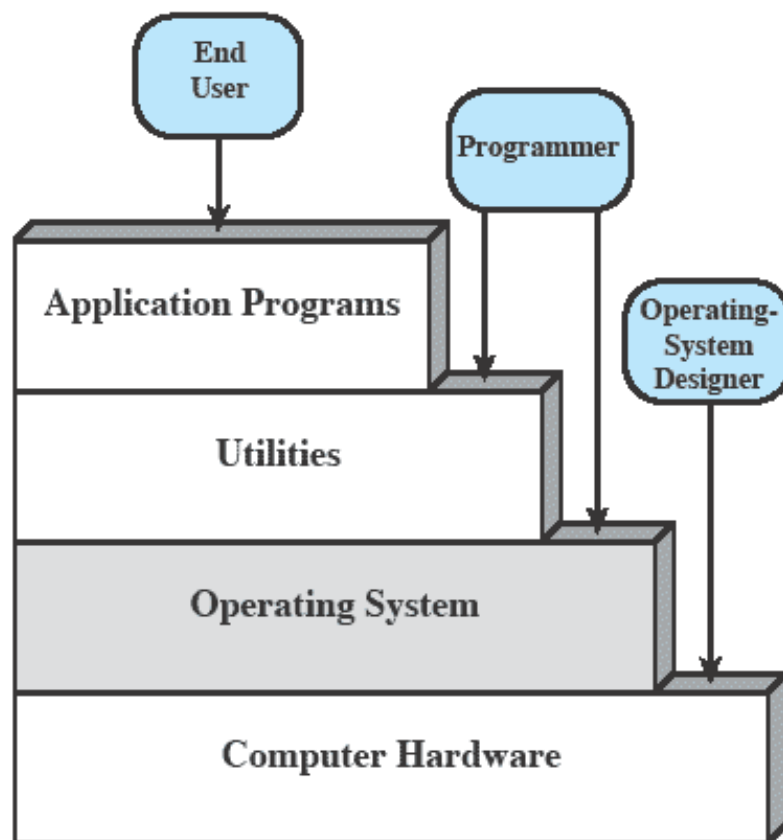 End
User
Programmer
Application Programs
Operating-
System
Designer
Utilities
Operating System
Computer Hardware